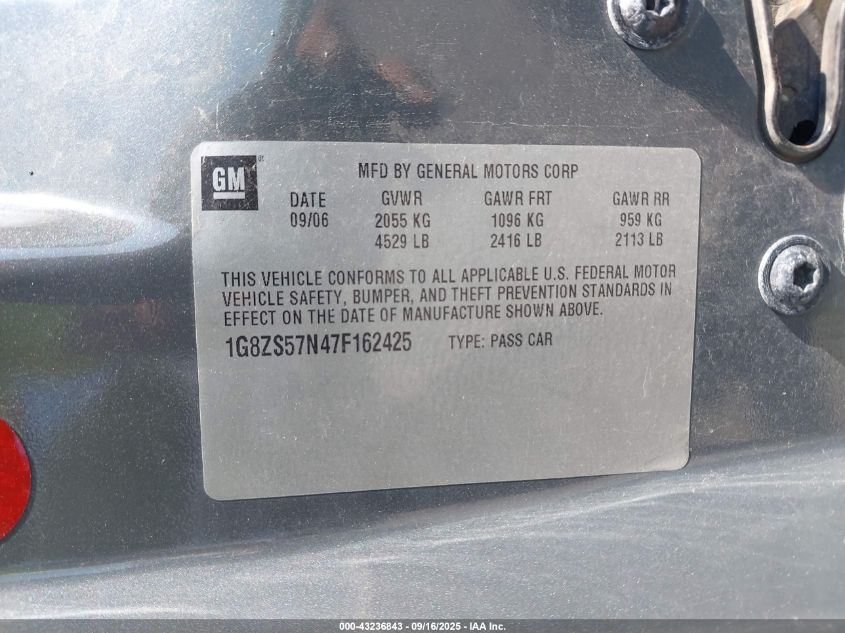 GM®
MFD BY GENERAL MOTORS CORP
DATE GVWR GAWR FRT GAWR RR
09/06 2055 KG 1096 KG 959 KG
4529 LB 2416 LB 2113 LB
THIS VEHICLE CONFORMS TO ALL APPLICABLE U.S. FEDERAL MOTOR
VEHICLE SAFETY, BUMPER, AND THEFT PREVENTION STANDARDS IN
EFFECT ON THE DATE OF MANUFACTURE SHOWN ABOVE.
1G8ZS57N47F162425 TYPE: PASS CAR
000-43236843 - 09/16/2025 - IAA Inc.